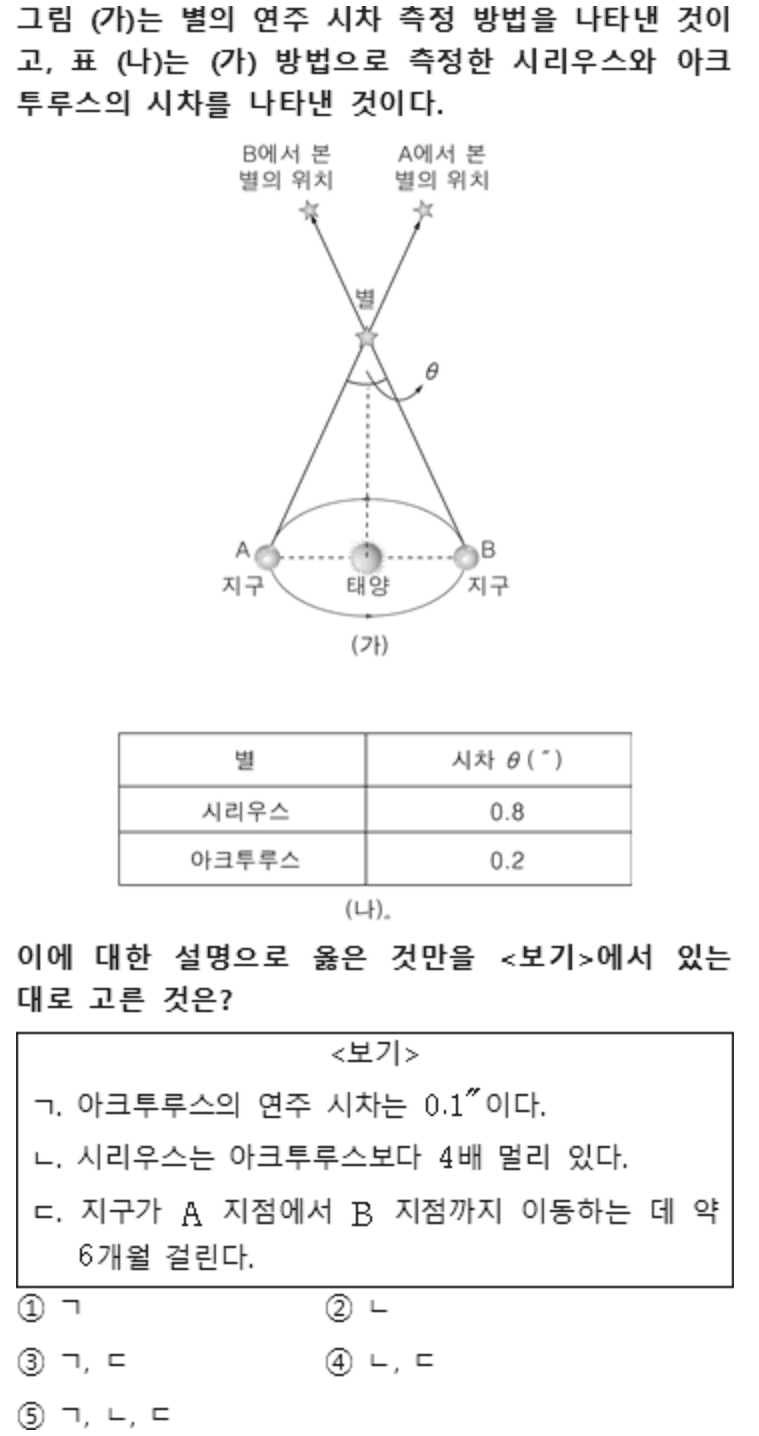 그림 (가)는 별의 연주 시차 측정 방법을 나타낸 것이
고, 표 (나)는 (가) 방법으로 측정한 시리우스와 아크
투루스의 시차를 나타낸 것이다.
B에서 본 별의 위치
A에서 본 별의 위치
별
θ
A
B
지구
태양
지구
(가)
별 시차 θ (″)
시리우스 0.8
아크투루스 0.2
(나)。
이에 대한 설명으로 옳은 것만을 <보기>에서 있는
대로 고른 것은?
<보기>
ㄱ. 아크투루스의 연주 시차는 0.1″이다.
ㄴ. 시리우스는 아크투루스보다 4배 멀리 있다.
ㄷ. 지구가 A 지점에서 B 지점까지 이동하는 데 약
6개월 걸린다.
① ㄱ ② ㄴ
③ ㄱ, ㄷ ④ ㄴ, ㄷ
⑤ ㄱ, ㄴ, ㄷ